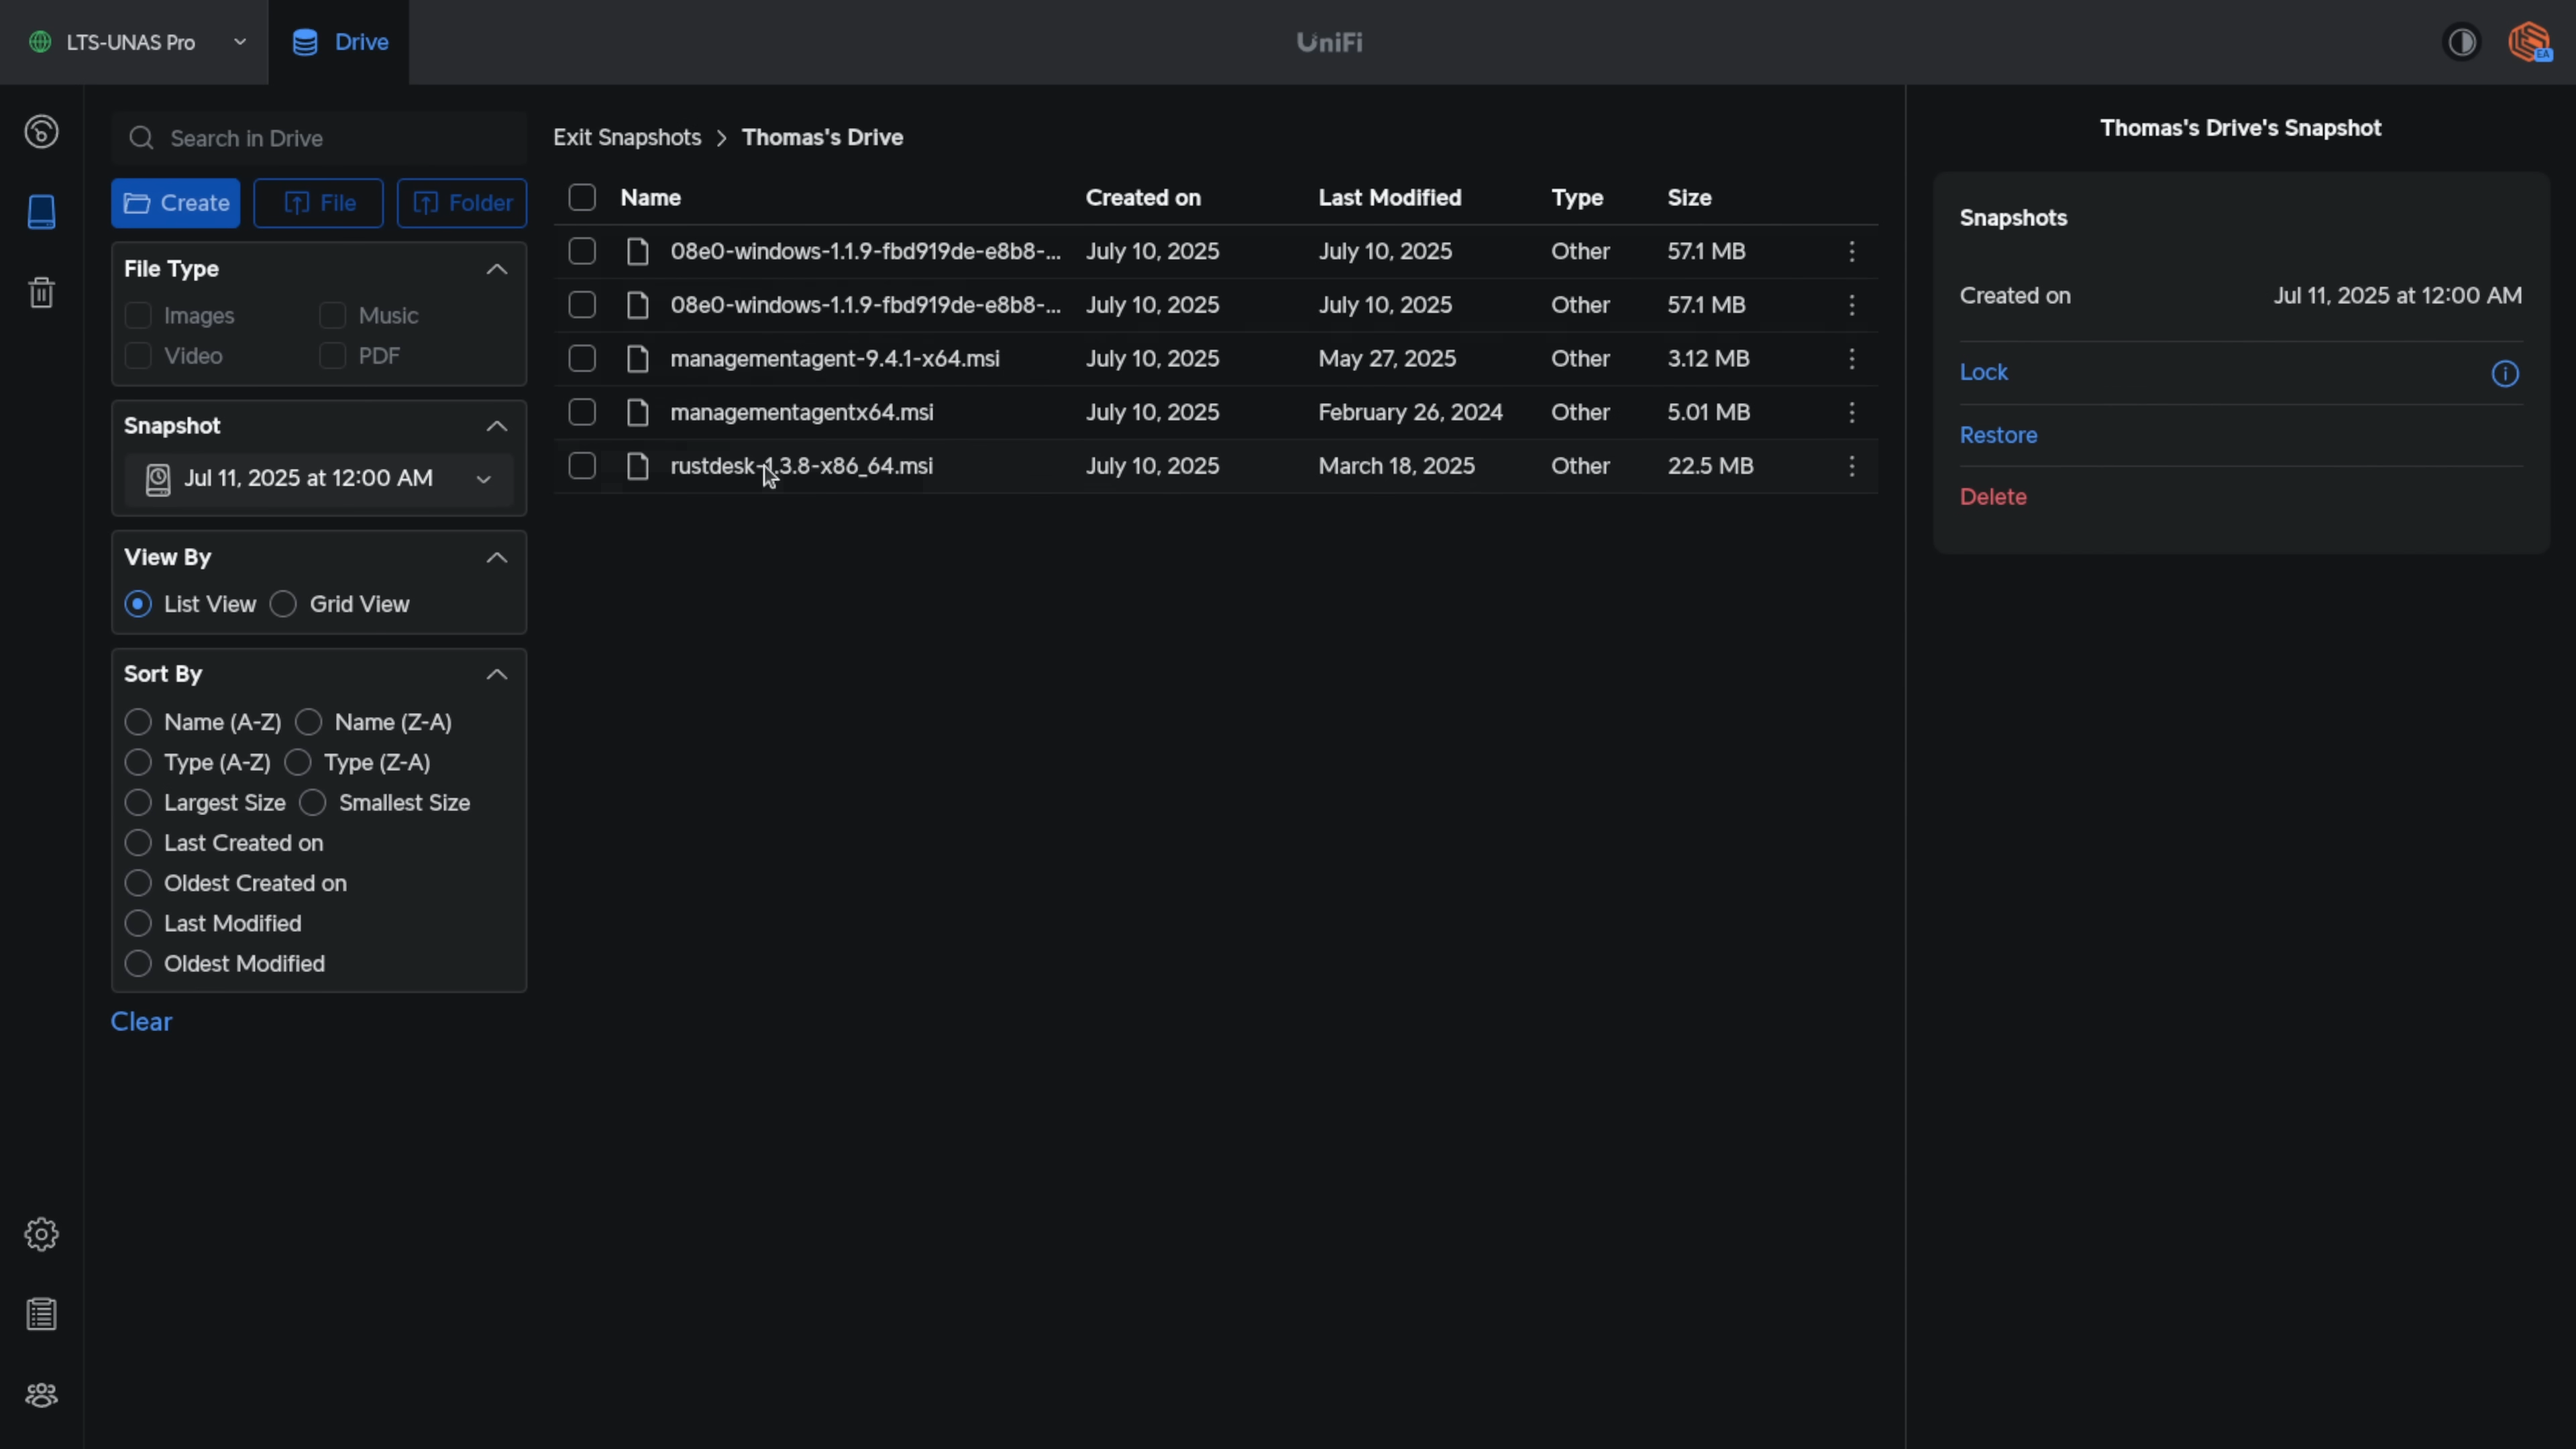 LTS-UNAS Pro
Drive
UniFi
EA
Search in Drive
Create
File
Folder
File Type
Images
Music
Video
PDF
Snapshot
Jul 11, 2025 at 12:00 AM
View By
List View
Grid View
Sort By
Name (A-Z)
Name (Z-A)
Type (A-Z)
Type (Z-A)
Largest Size
Smallest Size
Last Created on
Oldest Created on
Last Modified
Oldest Modified
Clear
Exit Snapshots > Thomas's Drive
Name Created on Last Modified Type Size
08e0-windows-1.1.9-fbd919de-e8b8-... July 10, 2025 July 10, 2025 Other 57.1 MB
08e0-windows-1.1.9-fbd919de-e8b8-... July 10, 2025 July 10, 2025 Other 57.1 MB
managementagent-9.4.1-x64.msi July 10, 2025 May 27, 2025 Other 3.12 MB
managementagentx64.msi July 10, 2025 February 26, 2024 Other 5.01 MB
rustdesk-1.3.8-x86_64.msi July 10, 2025 March 18, 2025 Other 22.5 MB
Thomas's Drive's Snapshot
Snapshots
Created on Jul 11, 2025 at 12:00 AM
Lock
Restore
Delete